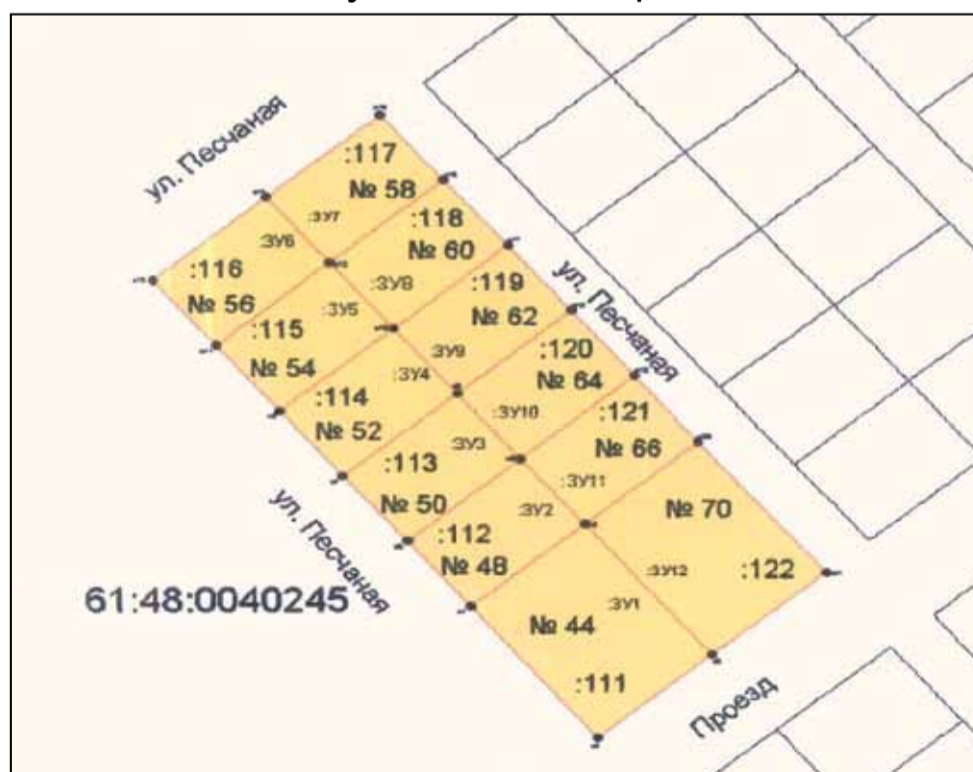 ул. Песчаная
:117
№ 58
:ЗУ7
:118
№ 60
:ЗУ6
:116
№ 56
:ЗУ8
:119
№ 62
ул. Песчаная
:ЗУ5
:115
№ 54
:ЗУ9
:120
№ 64
:ЗУ4
:114
№ 52
:ЗУ10
:121
№ 66
:ЗУ3
:113
№ 50
:ЗУ11
№ 70
:ЗУ2
:112
№ 48
ул. Песчаная
:ЗУ12
:122
61:48:0040245
:ЗУ1
№ 44
:111
Проезд